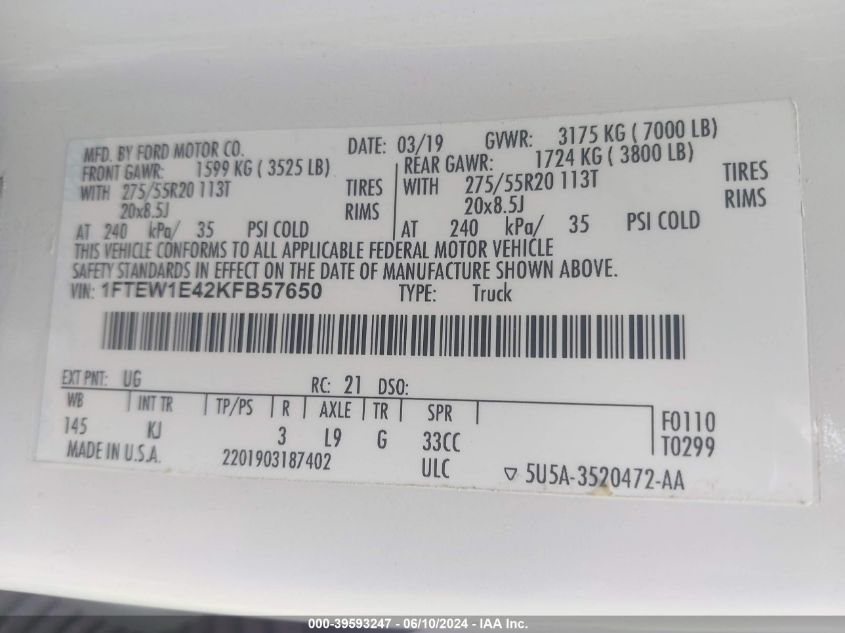 MFD. BY FORD MOTOR CO. DATE: 03/19 GVWR: 3175 KG ( 7000 LB)
FRONT GAWR: 1599 KG ( 3525 LB) REAR GAWR: 1724 KG ( 3800 LB)
WITH 275/55R20 113T TIRES WITH 275/55R20 113T TIRES
20x8.5J RIMS 20x8.5J RIMS
AT 240 kPa/ 35 PSI COLD AT 240 kPa/ 35 PSI COLD
THIS VEHICLE CONFORMS TO ALL APPLICABLE FEDERAL MOTOR VEHICLE
SAFETY STANDARDS IN EFFECT ON THE DATE OF MANUFACTURE SHOWN ABOVE.
VIN: 1FTEW1E42KFB57650 TYPE: Truck
EXT PNT: UG RC: 21 DSO:
WB INT TR TP/PS R AXLE TR SPR F0110
145 KJ 3 L9 G 33CC T0299
MADE IN U.S.A. 2201903187402 ULC ▽ 5U5A-3520472-AA
000-39593247 - 06/10/2024 - IAA Inc.